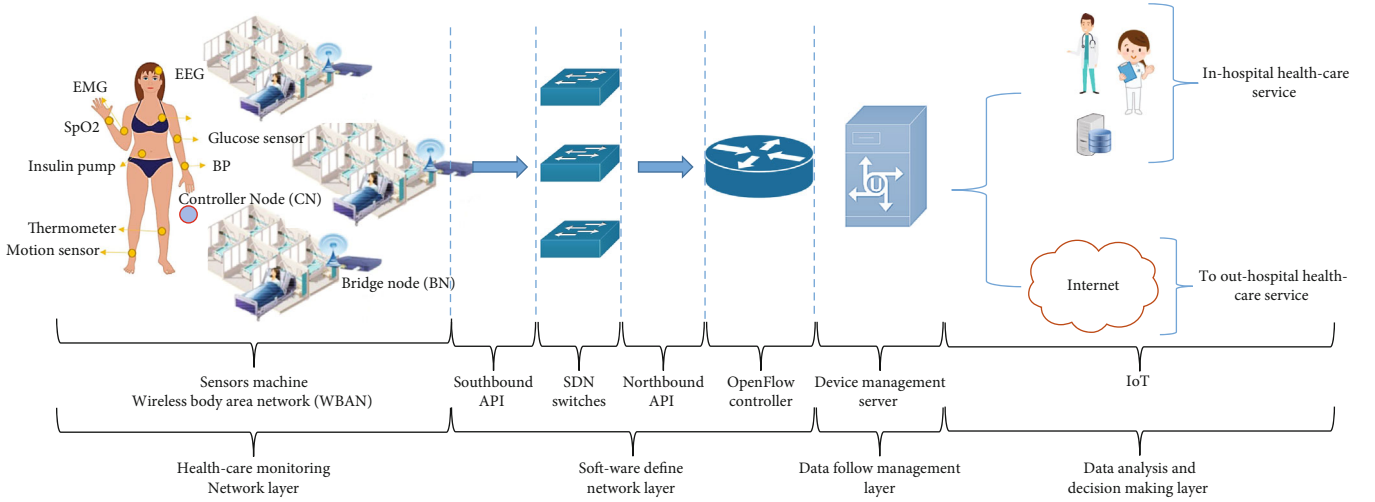 EEG
EMG
SpO2
Glucose sensor
Insulin pump
BP
Controller Node (CN)
Thermometer
Motion sensor
Bridge node (BN)
U
In-hospital health-care
service
Internet
To out-hospital health-
care service
Sensors machine
Wireless body area network (WBAN)
Southbound
API
SDN
switches
Northbound
API
OpenFlow
controller
Device management
server
IoT
Health-care monitoring
Network layer
Soft-ware define
network layer
Data follow management
layer
Data analysis and
decision making layer